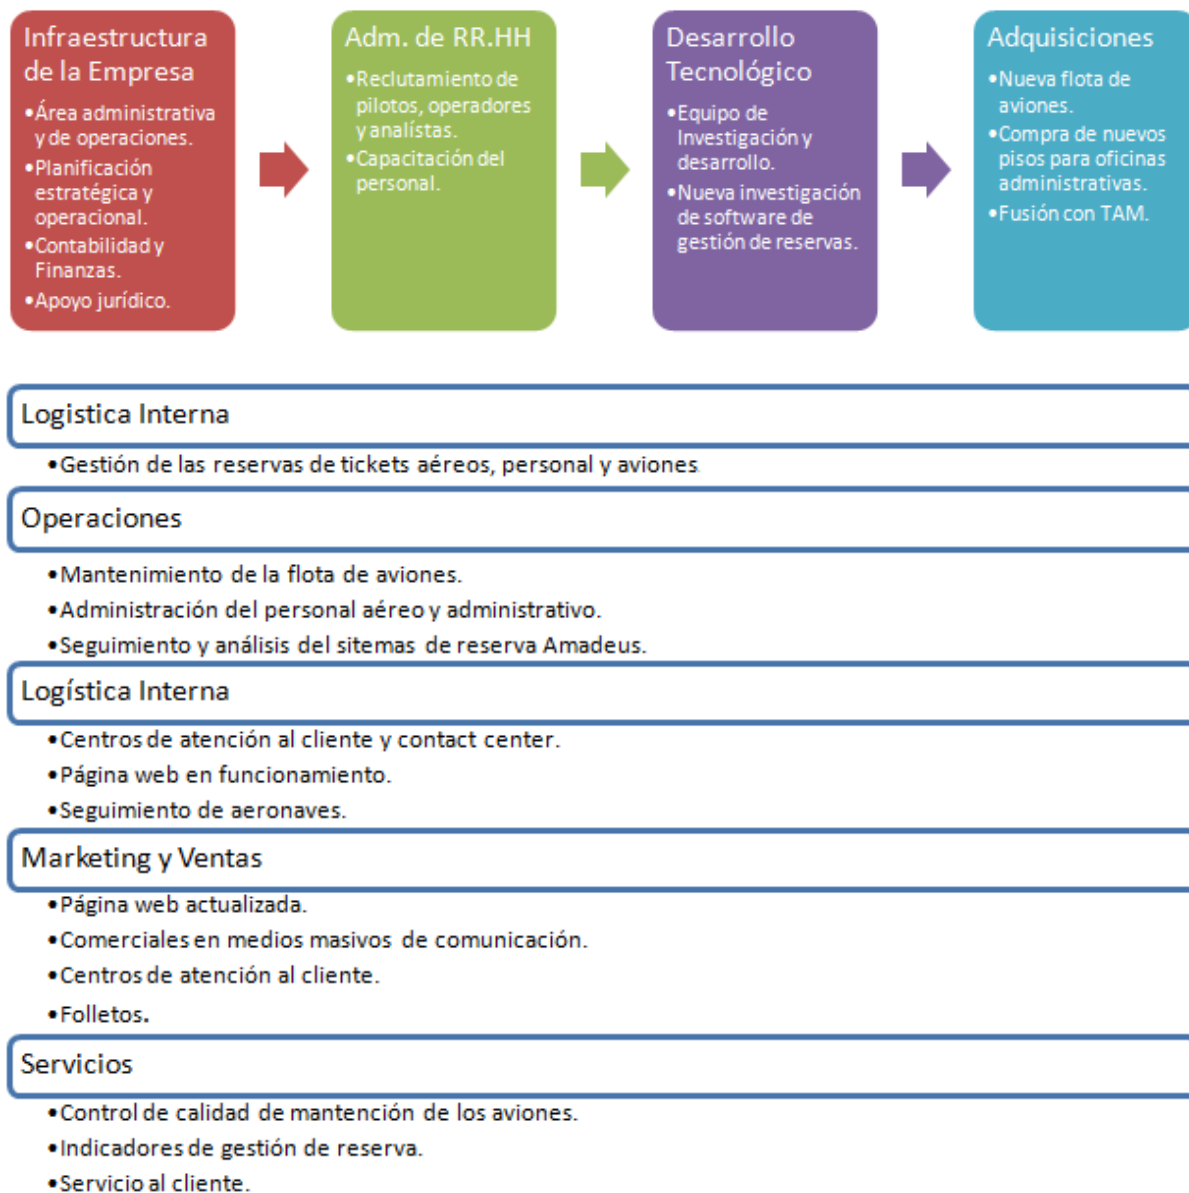 Infraestructura
de la Empresa
•Área administrativa
y de operaciones.
•Planificación
estratégica y
operacional.
•Contabilidad y
Finanzas.
•Apoyo jurídico.
Adm. de RR.HH
•Reclutamiento de
pilotos, operadores
y analístas.
•Capacitación del
personal.
Desarrollo
Tecnológico
•Equipo de
Investigación y
desarrollo.
•Nueva investigación
de software de
gestión de reservas.
Adquisiciones
•Nueva flota de
aviones.
•Compra de nuevos
pisos para oficinas
administrativas.
•Fusión con TAM.
Logistica Interna
•Gestión de las reservas de tickets aéreos, personal y aviones
Operaciones
•Mantenimiento de la flota de aviones.
•Administración del personal aéreo y administrativo.
•Seguimiento y análisis del sitemas de reserva Amadeus.
Logística Interna
•Centros de atención al cliente y contact center.
•Página web en funcionamiento.
•Seguimiento de aeronaves.
Marketing y Ventas
•Página web actualizada.
•Comerciales en medios masivos de comunicación.
•Centros de atención al cliente.
•Folletos.
Servicios
•Control de calidad de mantención de los aviones.
•Indicadores de gestión de reserva.
•Servicio al cliente.